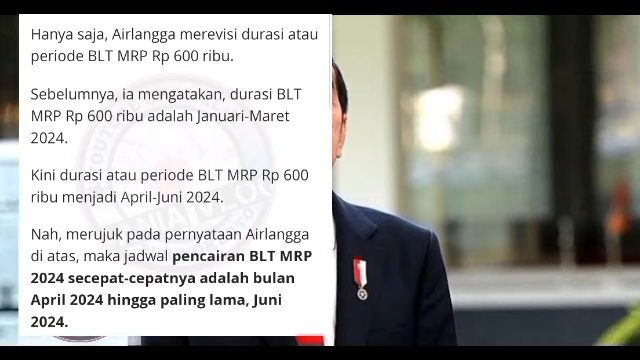 Hanya saja, Airlangga merevisi durasi atau
periode BLT MRP Rp 600 ribu.
Sebelumnya, ia mengatakan, durasi BLT
MRP Rp 600 ribu adalah Januari-Maret
2024.
Kini durasi atau periode BLT MRP Rp 600
ribu menjadi April-Juni 2024.
Nah, merujuk pada pernyataan Airlangga
di atas, maka jadwal pencairan BLT MRP
2024 secepat-cepatnya adalah bulan
April 2024 hingga paling lama, Juni
2024.